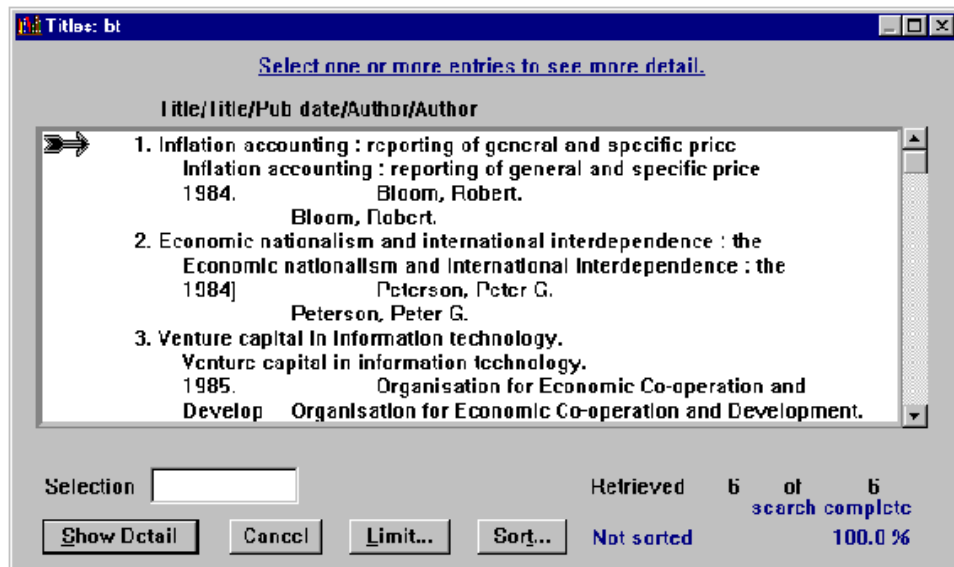 Titles: bt
Select one or more entries to see more detail.
Title/Title/Pub date/Author/Author
1. Inflation accounting : reporting of general and specific price
Inflation accounting : reporting of general and specific price
1984. Bloom, Robert.
Bloom, Robert.
2. Economic nationalism and international interdependence : the
Economic nationalism and international interdependence : the
1984] Peterson, Peter G.
Peterson, Peter G.
3. Venture capital in information technology.
Venture capital in information technology.
1985. Organisation for Economic Co-operation and
Develop Organisation for Economic Co-operation and Development.
Selection
Retrieved 6 of 6
search complete
Show Detail Cancel Limit... Sort... Not sorted 100.0 %